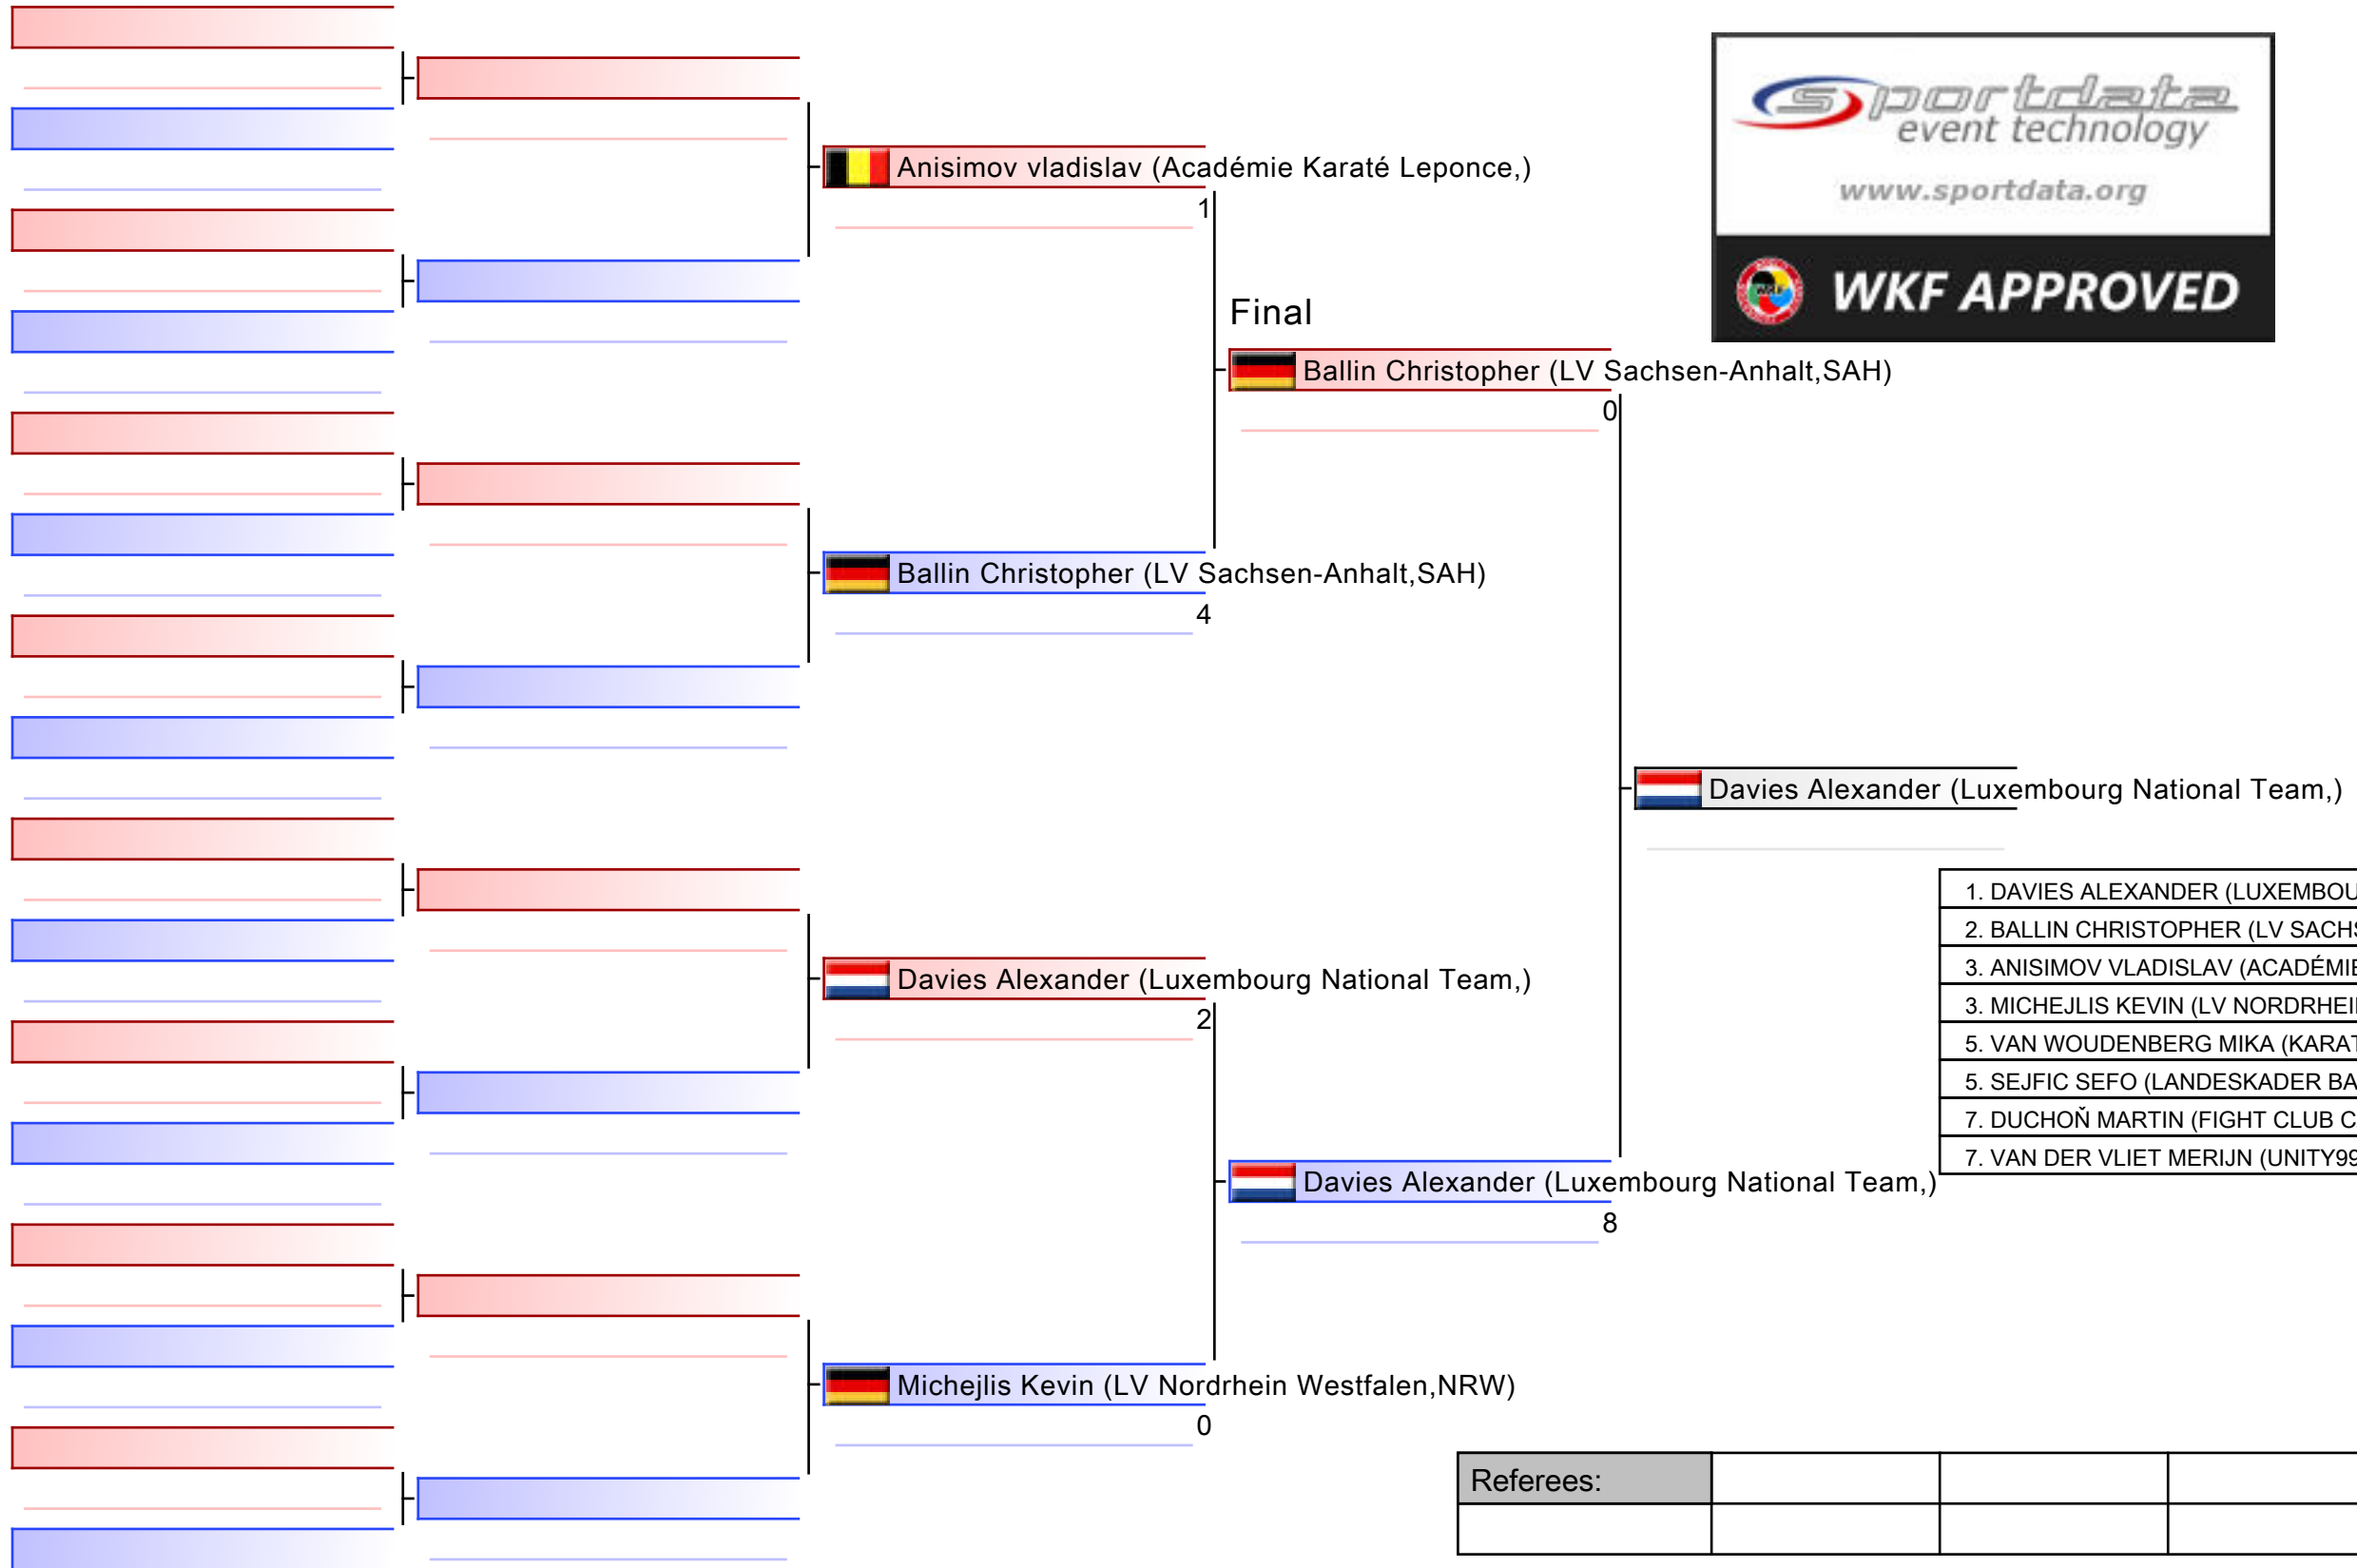 sportdata
event technology
www.sportdata.org
WKF APPROVED
Anisimov vladislav (Académie Karaté Leponce,)
1
Final
Ballin Christopher (LV Sachsen-Anhalt,SAH)
0
Ballin Christopher (LV Sachsen-Anhalt,SAH)
4
Davies Alexander (Luxembourg National Team,)
1. DAVIES ALEXANDER (LUXEMBOU
2. BALLIN CHRISTOPHER (LV SACHS
3. ANISIMOV VLADISLAV (ACADÉMIE
3. MICHEJLIS KEVIN (LV NORDRHEI
5. VAN WOUDENBERG MIKA (KARAT
5. SEJFIC SEFO (LANDESKADER BA
7. DUCHOŇ MARTIN (FIGHT CLUB C
7. VAN DER VLIET MERIJN (UNITY99
Davies Alexander (Luxembourg National Team,)
2
Davies Alexander (Luxembourg National Team,)
8
Michejlis Kevin (LV Nordrhein Westfalen,NRW)
0
Referees: